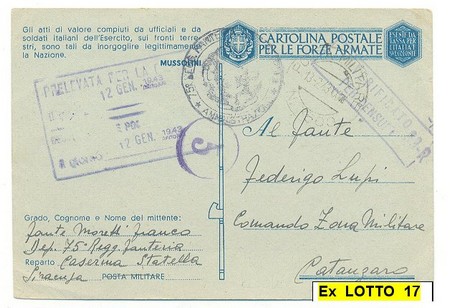 Gli atti di valore compiuti da ufficiali e da
soldati italiani dell'Esercito, sui fronti terre-
stri, sono tali da inorgoglire legittimamente
la Nazione.
MUSSOLINI
CARTOLINA POSTALE
PER LE FORZE ARMATE
PRELEVATA PER LA
12 GEN. 1943
12 GEN. 1943
Al Fante
Federigo Lupi
Comando Zona Militare
Catanzaro
Grado, Cognome e Nome del mittente:
Fante Moretti Franco
Dep. 75° Regg. Fanteria
Reparto Caserma Statella
Siracusa POSTA MILITARE
Ex LOTTO 17